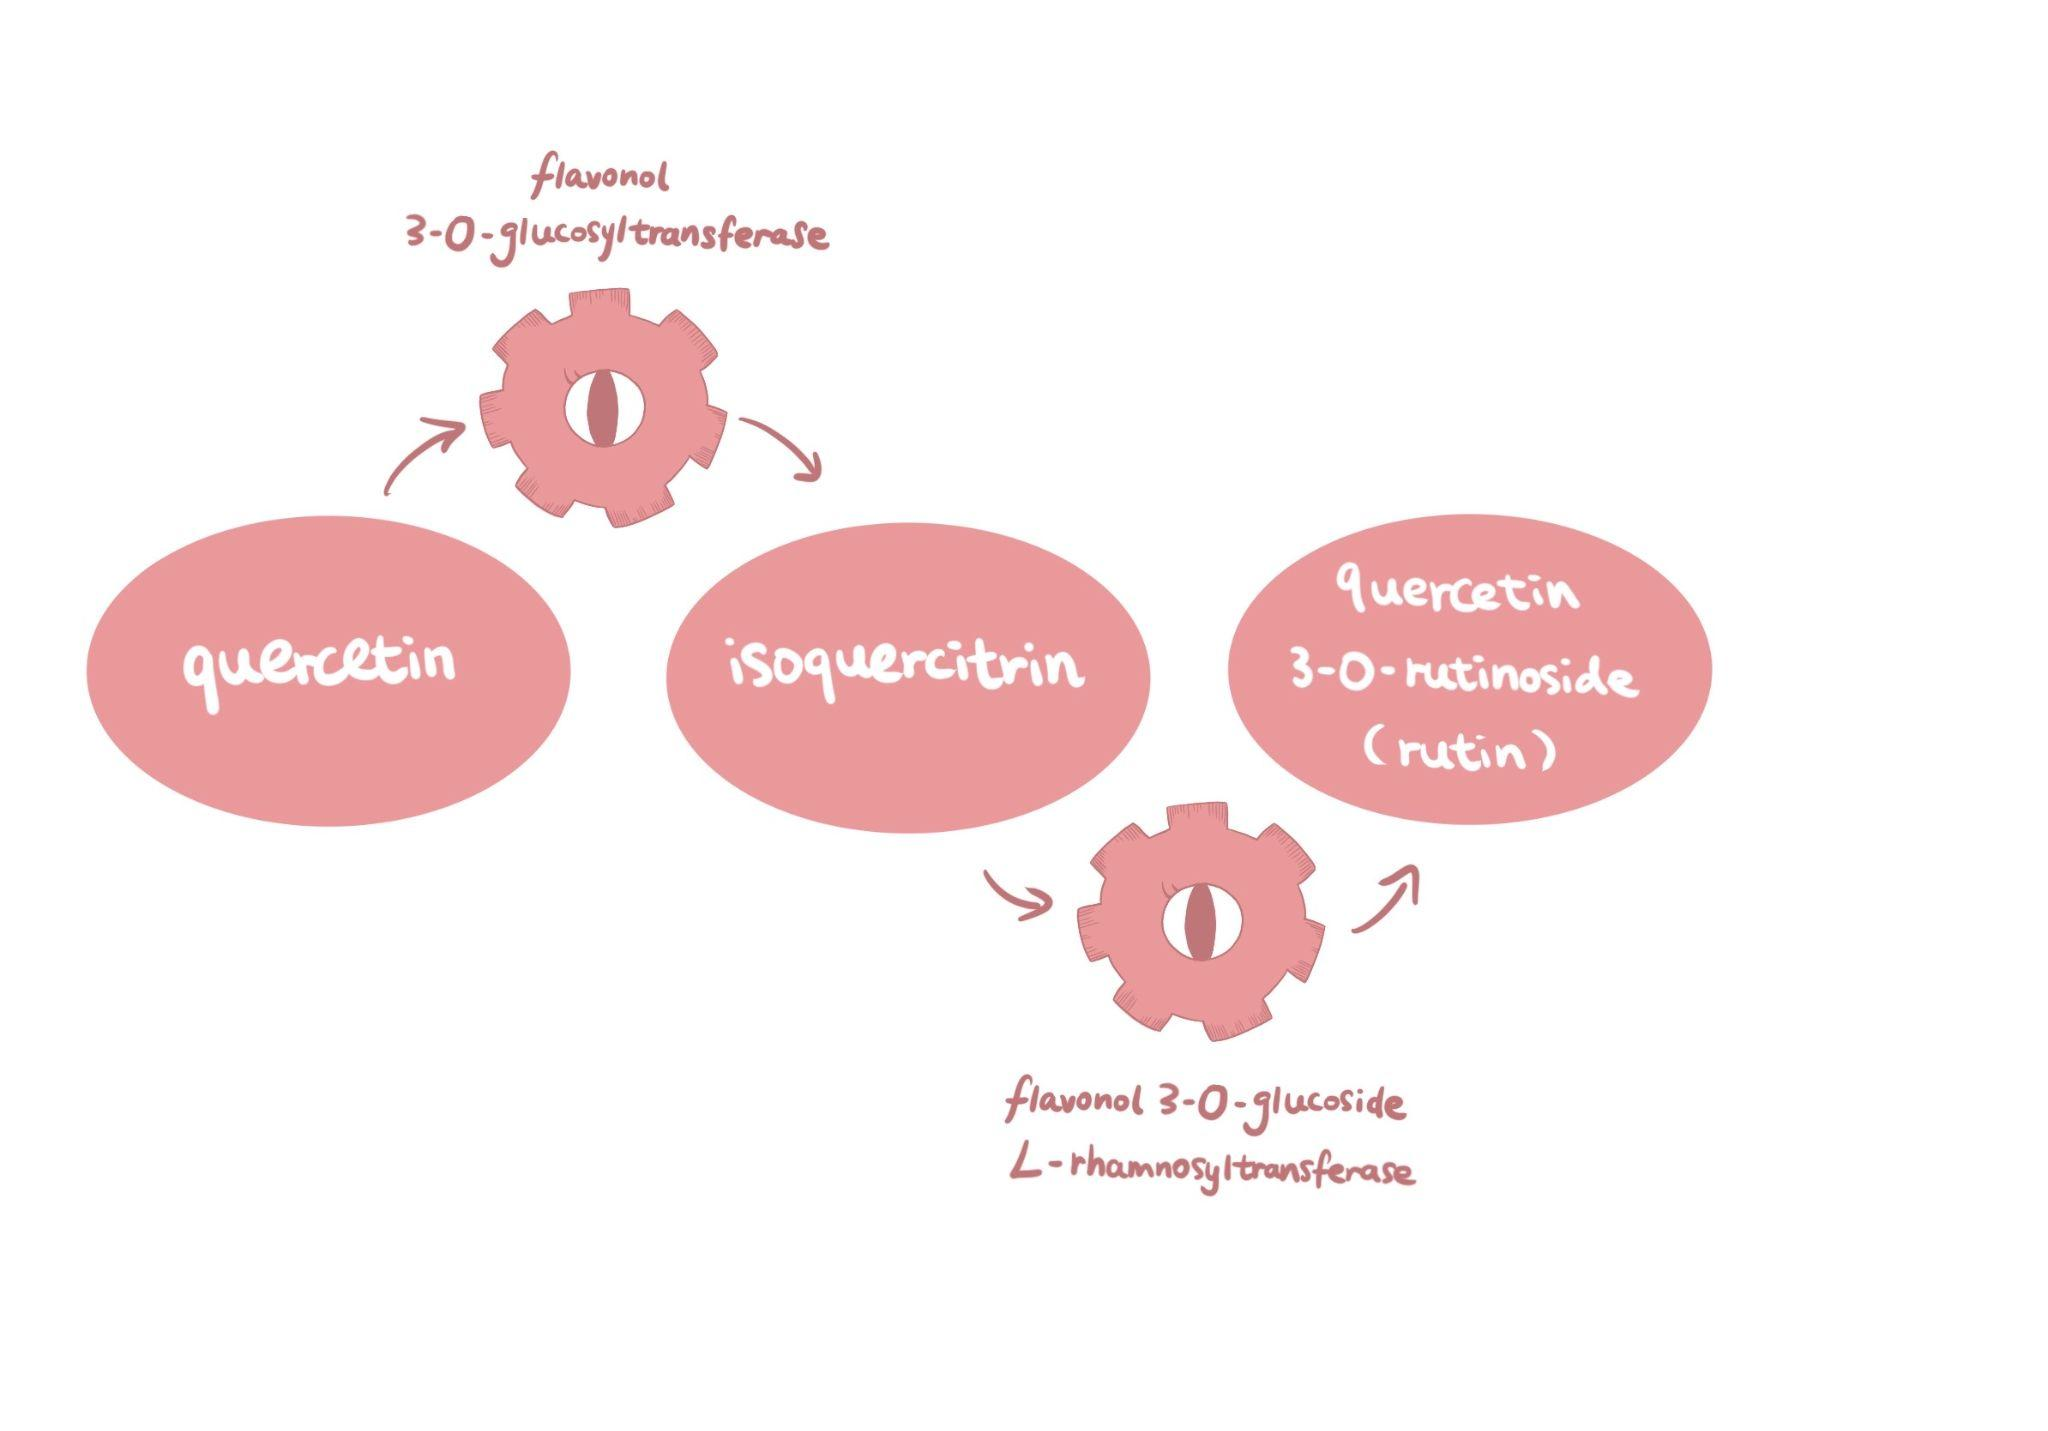 flavonol
3-O-glucosyltransferase
quercetin
isoquercitrin
quercetin
3-O-rutinoside
(rutin)
flavonol 3-O-glucoside
L-rhamnosyltransferase